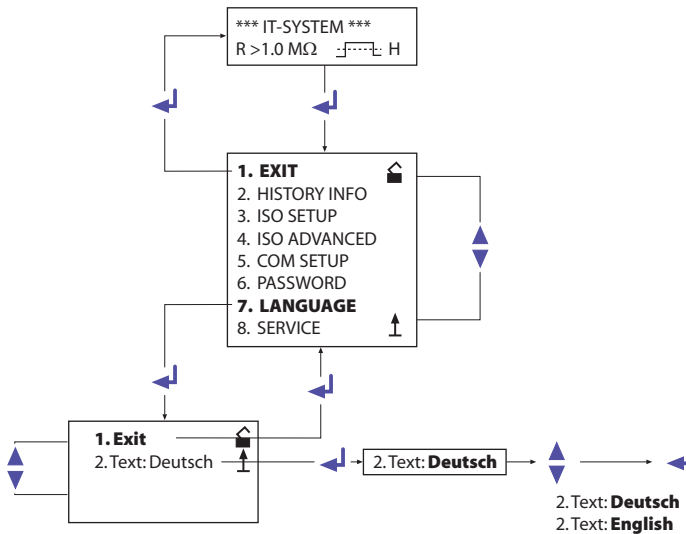 *** IT-SYSTEM ***
R >1.0 MΩ H
1. EXIT
2. HISTORY INFO
3. ISO SETUP
4. ISO ADVANCED
5. COM SETUP
6. PASSWORD
7. LANGUAGE
8. SERVICE
1. Exit
2. Text: Deutsch
2. Text: Deutsch
2. Text: Deutsch
2. Text: English